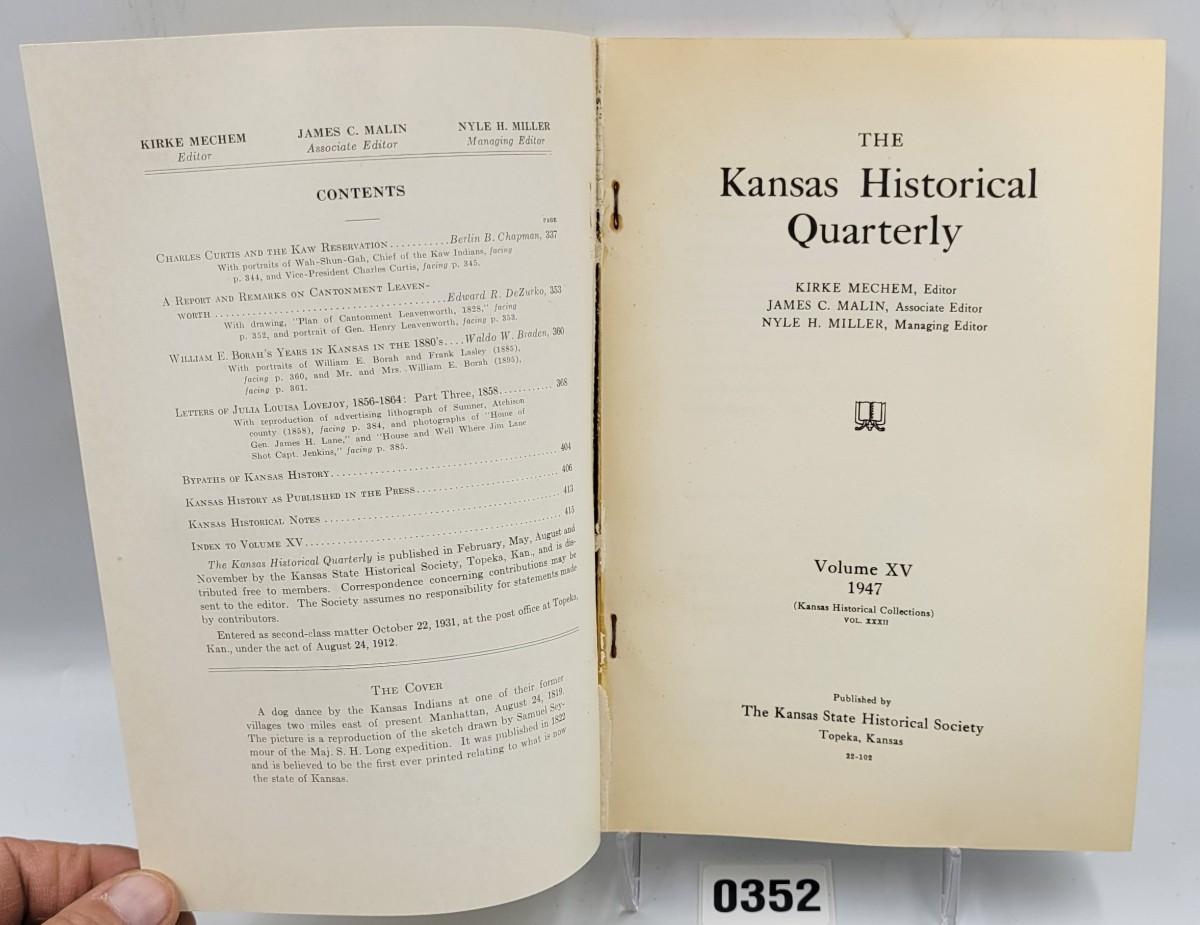 KIRKE MECHEM
Editor
JAMES C. MALIN
Associate Editor
NYLE H. MILLER
Managing Editor
CONTENTS
PAGE
CHARLES CURTIS AND THE KAW RESERVATION..........Berlin B. Chapman, 337
With portraits of Wah-Shun-Gah, Chief of the Kaw Indians, facing
p. 344, and Vice-President Charles Curtis, facing p. 345.
A REPORT AND REMARKS ON CANTONMENT LEAVEN-
WORTH ........................................Edward R. DeZurko, 353
With drawing, "Plan of Cantonment Leavenworth, 1828," facing
p. 352, and portrait of Gen. Henry Leavenworth, facing p. 353.
WILLIAM E. BORAH'S YEARS IN KANSAS IN THE 1880'S....Waldo W. Braden, 360
With portraits of William E. Borah and Frank Lasley (1885),
facing p. 360, and Mr. and Mrs. William E. Borah (1895),
facing p. 361.
LETTERS OF JULIA LOUISA LOVEJOY, 1856-1864: Part Three, 1858........... 368
With reproduction of advertising lithograph of Sumner, Atchison
county (1858), facing p. 384, and photographs of "Home of
Gen. James H. Lane," and "House and Well Where Jim Lane
Shot Capt. Jenkins," facing p. 385.
BYPATHS OF KANSAS HISTORY........................................ 404
KANSAS HISTORY AS PUBLISHED IN THE PRESS......................... 406
KANSAS HISTORICAL NOTES ......................................... 413
INDEX TO VOLUME XV............................................... 415
The Kansas Historical Quarterly is published in February, May, August and
November by the Kansas State Historical Society, Topeka, Kan., and is dis-
tributed free to members. Correspondence concerning contributions may be
sent to the editor. The Society assumes no responsibility for statements made
by contributors.
Entered as second-class matter October 22, 1931, at the post office at Topeka,
Kan., under the act of August 24, 1912.
THE COVER
A dog dance by the Kansas Indians at one of their former
villages two miles east of present Manhattan, August 24, 1819.
The picture is a reproduction of the sketch drawn by Samuel Sey-
mour of the Maj. S. H. Long expedition. It was published in 1822
and is believed to be the first ever printed relating to what is now
the state of Kansas.
THE
Kansas Historical
Quarterly
KIRKE MECHEM, Editor
JAMES C. MALIN, Associate Editor
NYLE H. MILLER, Managing Editor
Volume XV
1947
(Kansas Historical Collections)
VOL. XXXII
Published by
The Kansas State Historical Society
Topeka, Kansas
22-102
0352